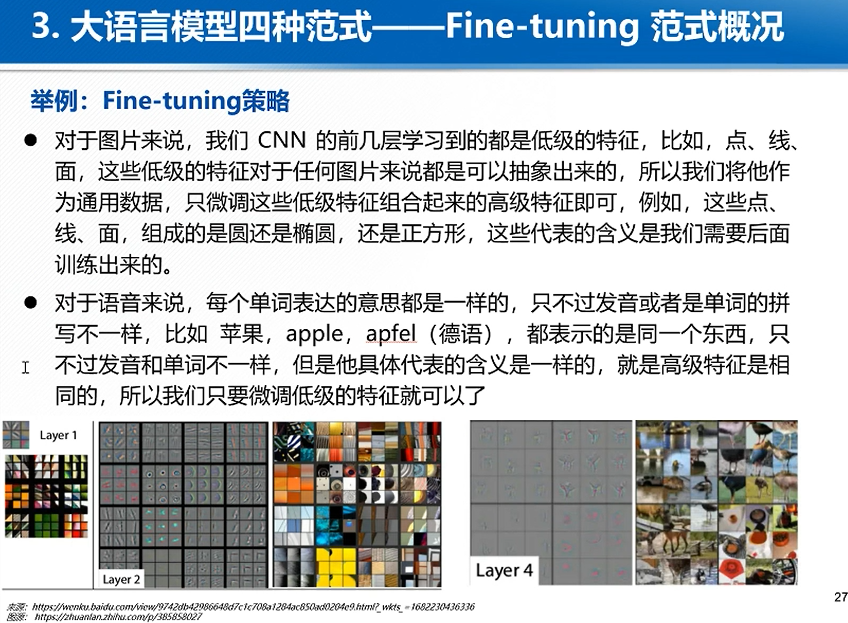 3. 大语言模型四种范式——Fine-tuning 范式概况
举例：Fine-tuning策略
● 对于图片来说，我们 CNN 的前几层学习到的都是低级的特征，比如，点、线、
面，这些低级的特征对于任何图片来说都是可以抽象出来的，所以我们将他作
为通用数据，只微调这些低级特征组合起来的高级特征即可，例如，这些点、
线、面，组成的是圆还是椭圆，还是正方形，这些代表的含义是我们需要后面
训练出来的。
● 对于语音来说，每个单词表达的意思都是一样的，只不过发音或者是单词的拼
写不一样，比如 苹果，apple，apfel（德语），都表示的是同一个东西，只
不过发音和单词不一样，但是他具体代表的含义是一样的，就是高级特征是相
同的，所以我们只要微调低级的特征就可以了
Layer 1
Layer 2
Layer 4
来源：https://wenku.baidu.com/view/9742db42986648d7c1c708a1284ac850ad0204e9.html?_wkts_=1682230436336
图源：https://zhuanlan.zhihu.com/p/385858027
27